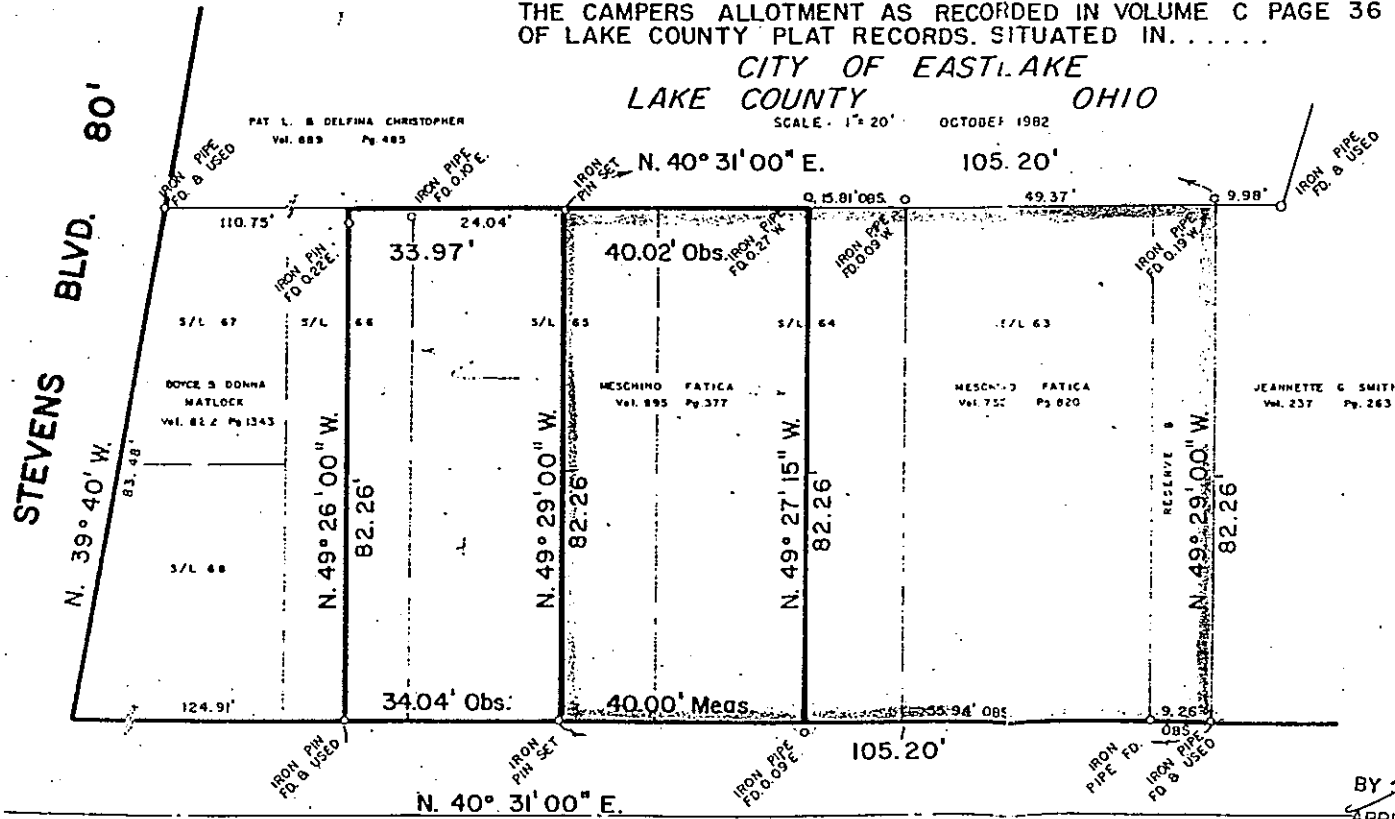 THE CAMPERS ALLOTMENT AS RECORDED IN VOLUME C PAGE 36
OF LAKE COUNTY PLAT RECORDS. SITUATED IN......
CITY OF EASTLAKE
LAKE COUNTY OHIO
SCALE - 1" = 20' OCTOBER 1982
PAT L. & DELFINA CHRISTOPHER
Vol. 889 Pg. 485
STEVENS BLVD. 80'
N. 40° 31' 00" E. 105.20'
IRON PIPE
FD. & USED
IRON PIPE
FD. 0.10 E.
IRON
PIN SET
IRON PIPE
FD. & USED
110.75'
24.04'
15.81' OBS.
49.37'
9.98'
33.97'
40.02' Obs.
IRON PIN
FD. 0.22 E.
IRON PIPE
FD. 0.27 W.
IRON PIPE
FD. 0.09 W.
IRON PIPE
FD. 0.19 W.
S/L 67
S/L 66
S/L 65
S/L 64
S/L 63
DOYCE & DONNA
MATLOCK
Vol. 822 Pg 1343
MESCHINO FATICA
Vol. 895 Pg. 377
FATICA
Pg 820
JEANNETTE G SMITH
Vol. 237 Pg. 263
N. 39° 40' W.
83.48'
N. 49° 26' 00" W.
82.26'
N. 49° 29' 00" W.
82.26'
N. 49° 27' 15" W.
82.26'
RESERVE B
N. 49° 29' 00" W.
82.26'
S/L 68
124.91'
34.04' Obs.
40.00' Meas.
55.94' OBS
9.26'
OBS.
IRON PIN
FD. & USED
IRON
PIN SET
IRON PIPE
FD. 0.09 E.
105.20'
IRON
PIPE FD.
IRON PIPE
FD. & USED
N. 40° 31' 00" E.
BY